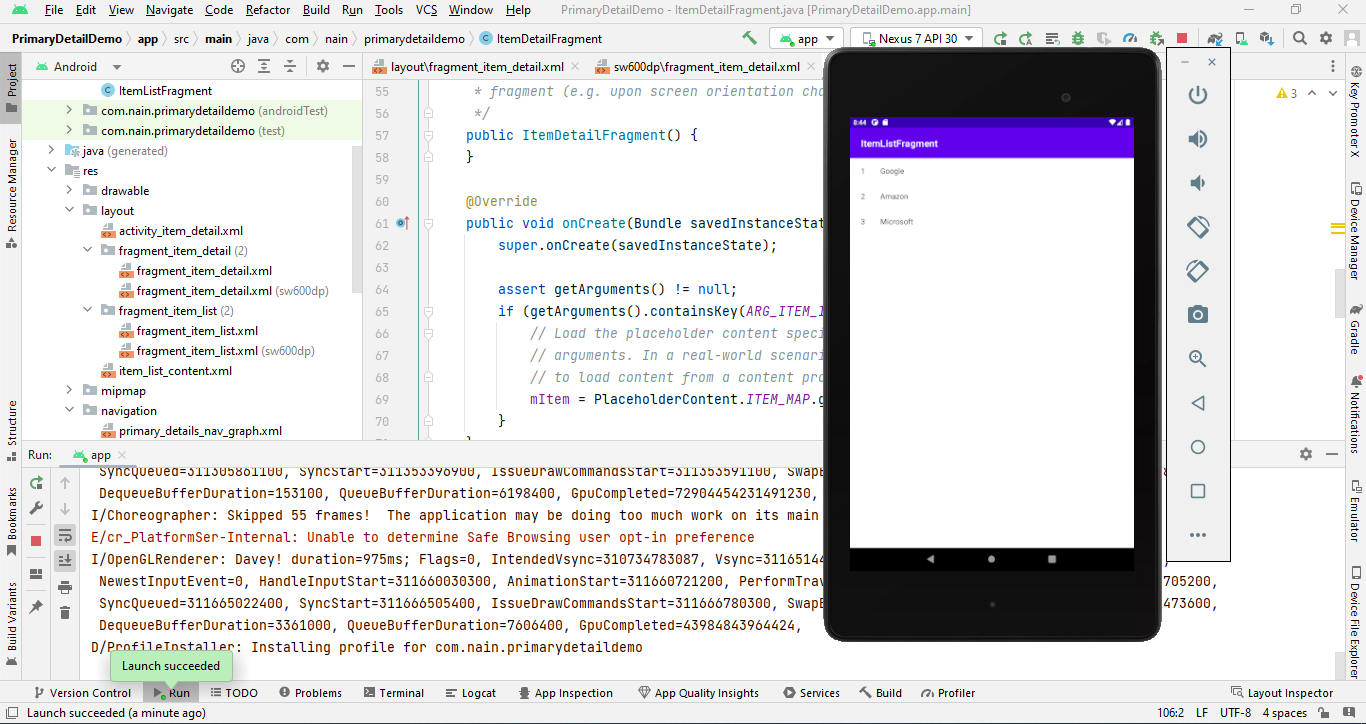 File Edit View Navigate Code Refactor Build Run Tools VCS Window Help PrimaryDetailDemo - ItemDetailFragment.java [PrimaryDetailDemo.app.main]
PrimaryDetailDemo app src main java com nain primarydetaildemo ItemDetailFragment app Nexus 7 API 30
Project
Resource Manager
Structure
Bookmarks
Build Variants
Android
ItemListFragment
com.nain.primarydetaildemo (androidTest)
com.nain.primarydetaildemo (test)
java (generated)
res
drawable
layout
activity_item_detail.xml
fragment_item_detail (2)
fragment_item_detail.xml
fragment_item_detail.xml (sw600dp)
fragment_item_list (2)
fragment_item_list.xml
fragment_item_list.xml (sw600dp)
item_list_content.xml
mipmap
navigation
primary_details_nav_graph.xml
layout\fragment_item_detail.xml sw600dp\fragment_item_detail.xml
55 * fragment (e.g. upon screen orientation cha
56 */
57 public ItemDetailFragment() {
58 }
59
60 @Override
61 public void onCreate(Bundle savedInstanceStat
62 super.onCreate(savedInstanceState);
63
64 assert getArguments() != null;
65 if (getArguments().containsKey(ARG_ITEM_I
66 // Load the placeholder content speci
67 // arguments. In a real-world scenari
68 // to load content from a content pro
69 mItem = PlaceholderContent.ITEM_MAP.g
70 }
3
8:44
ItemListFragment
1 Google
2 Amazon
3 Microsoft
Key Promoter X
Device Manager
Gradle
Notifications
Emulator
Device File Explorer
Run: app
SyncQueued=311305861100, SyncStart=311353396900, IssueDrawCommandsStart=311353591100, SwapB
DequeueBufferDuration=153100, QueueBufferDuration=6198400, GpuCompleted=72904454231491230,
I/Choreographer: Skipped 55 frames! The application may be doing too much work on its main
E/cr_PlatformSer-Internal: Unable to determine Safe Browsing user opt-in preference
I/OpenGLRenderer: Davey! duration=975ms; Flags=0, IntendedVsync=310734783087, Vsync=31165144
NewestInputEvent=0, HandleInputStart=311660030300, AnimationStart=311660721200, PerformTrav 705200,
SyncQueued=311665022400, SyncStart=311666505400, IssueDrawCommandsStart=311666780300, SwapB 473600,
DequeueBufferDuration=3361000, QueueBufferDuration=7606400, GpuCompleted=43984843964424,
D/ProfileInstaller: Installing profile for com.nain.primarydetaildemo
Launch succeeded
Version Control Run TODO Problems Terminal Logcat App Inspection App Quality Insights Services Build Profiler Layout Inspector
Launch succeeded (a minute ago) 106:2 LF UTF-8 4 spaces